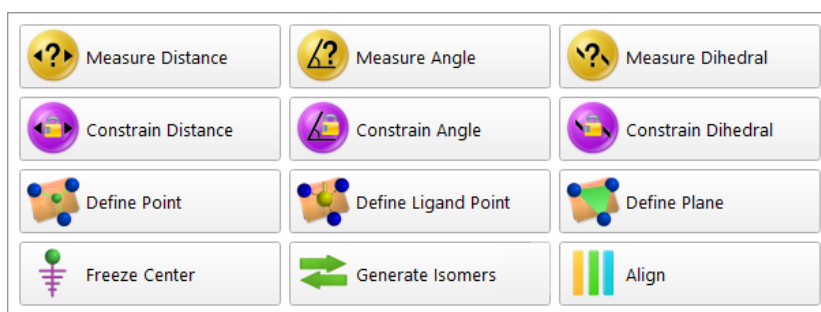 Measure Distance
Measure Angle
Measure Dihedral
Constrain Distance
Constrain Angle
Constrain Dihedral
Define Point
Define Ligand Point
Define Plane
Freeze Center
Generate Isomers
Align